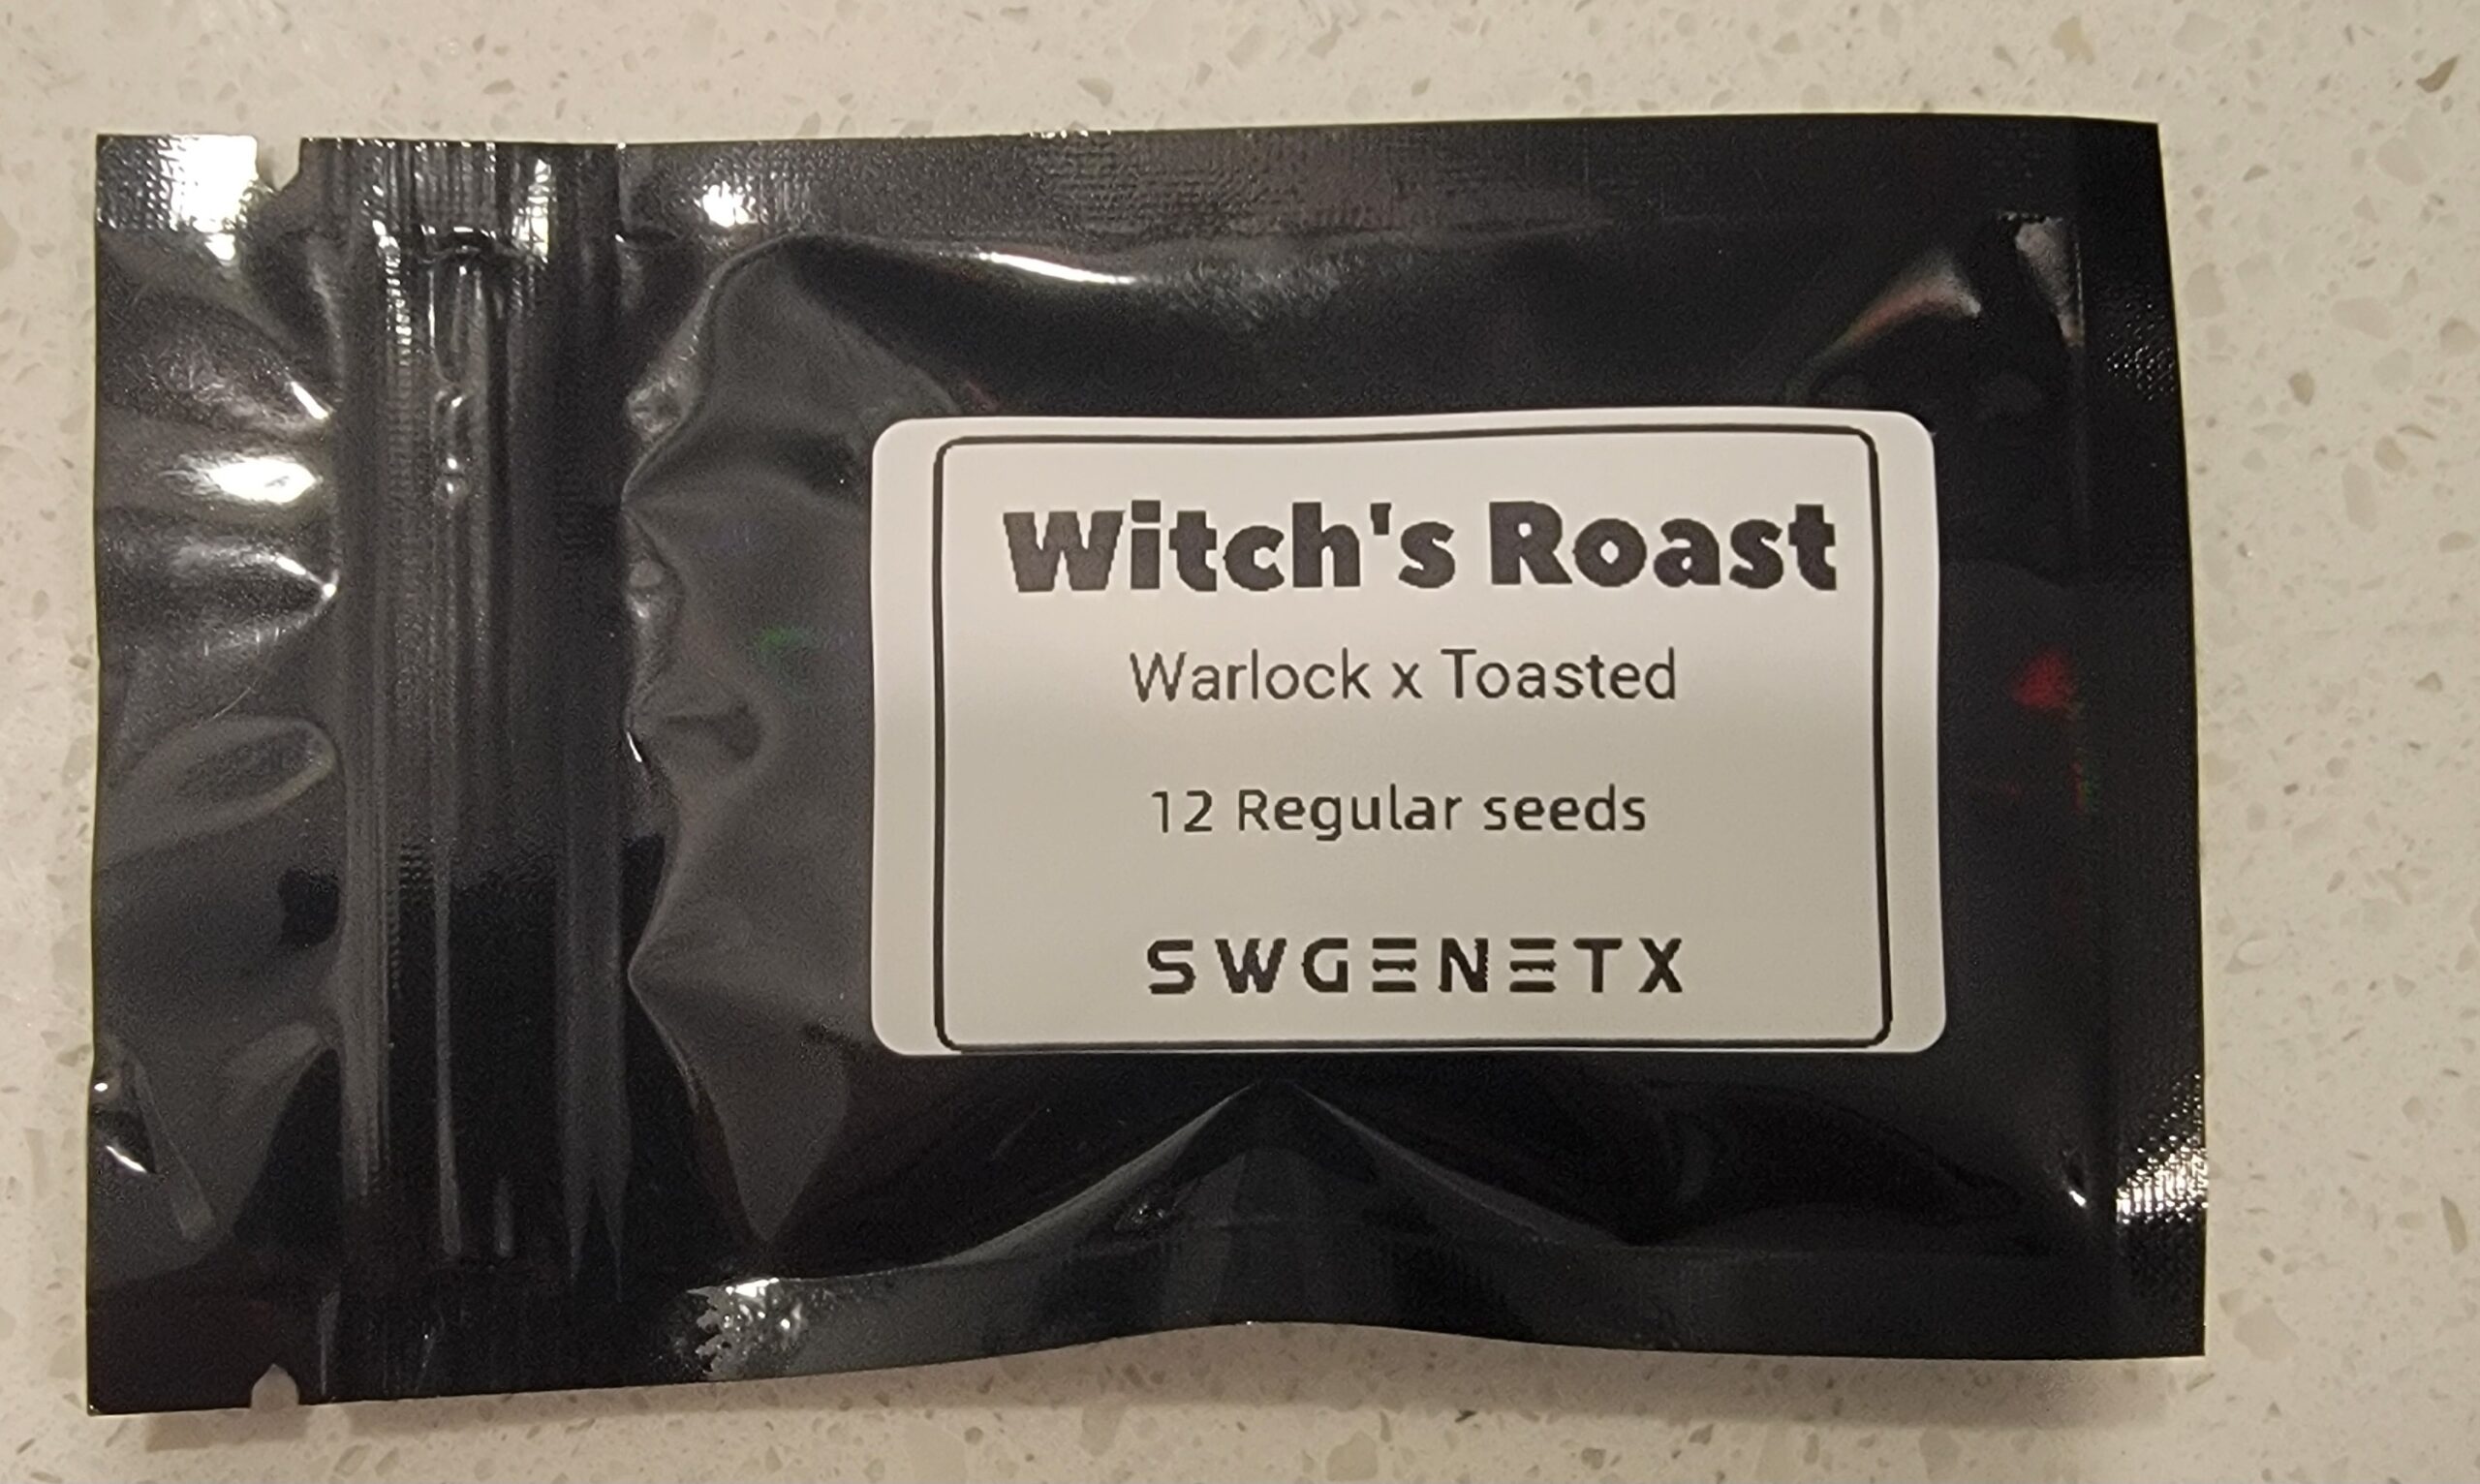 Witch's Roast
Warlock x Toasted
12 Regular seeds
SWGENETX